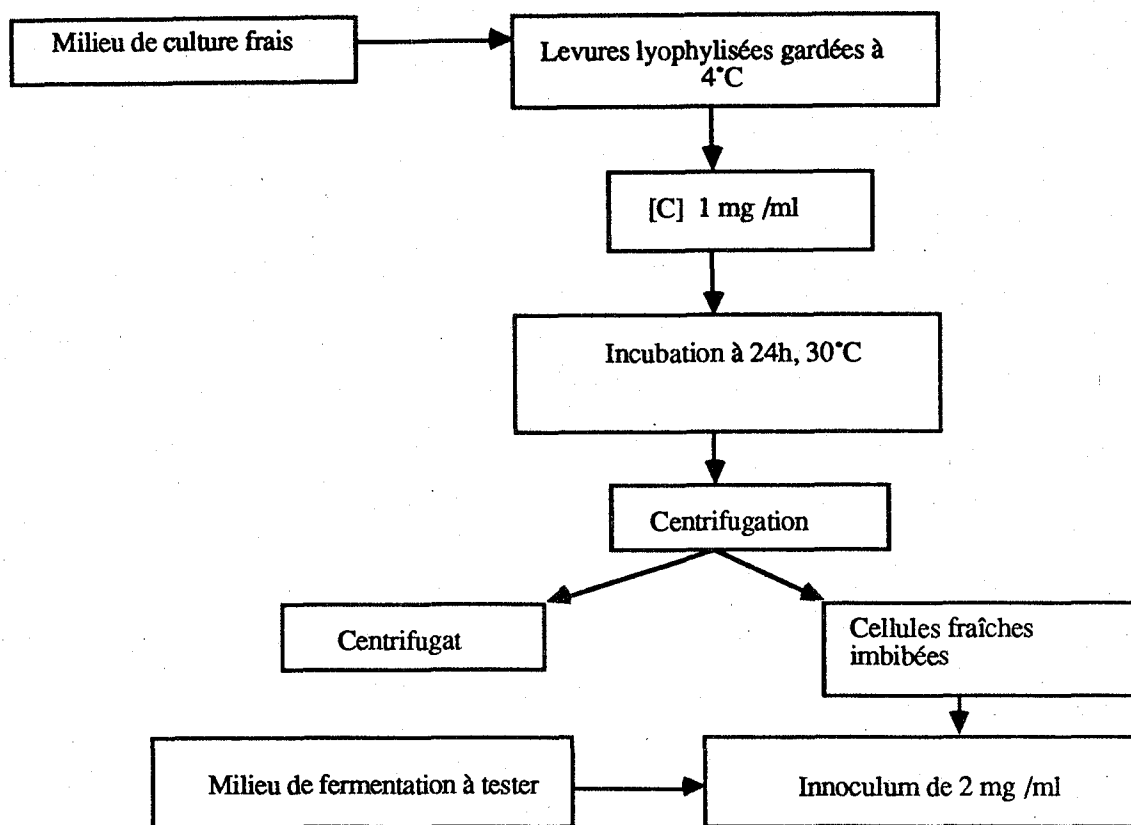 Milieu de culture frais
Levures lyophylisées gardées à
4°C
[C] 1 mg /ml
Incubation à 24h, 30°C
Centrifugation
Centrifugat
Cellules fraîches
imbibées
Milieu de fermentation à tester
Innoculum de 2 mg /ml